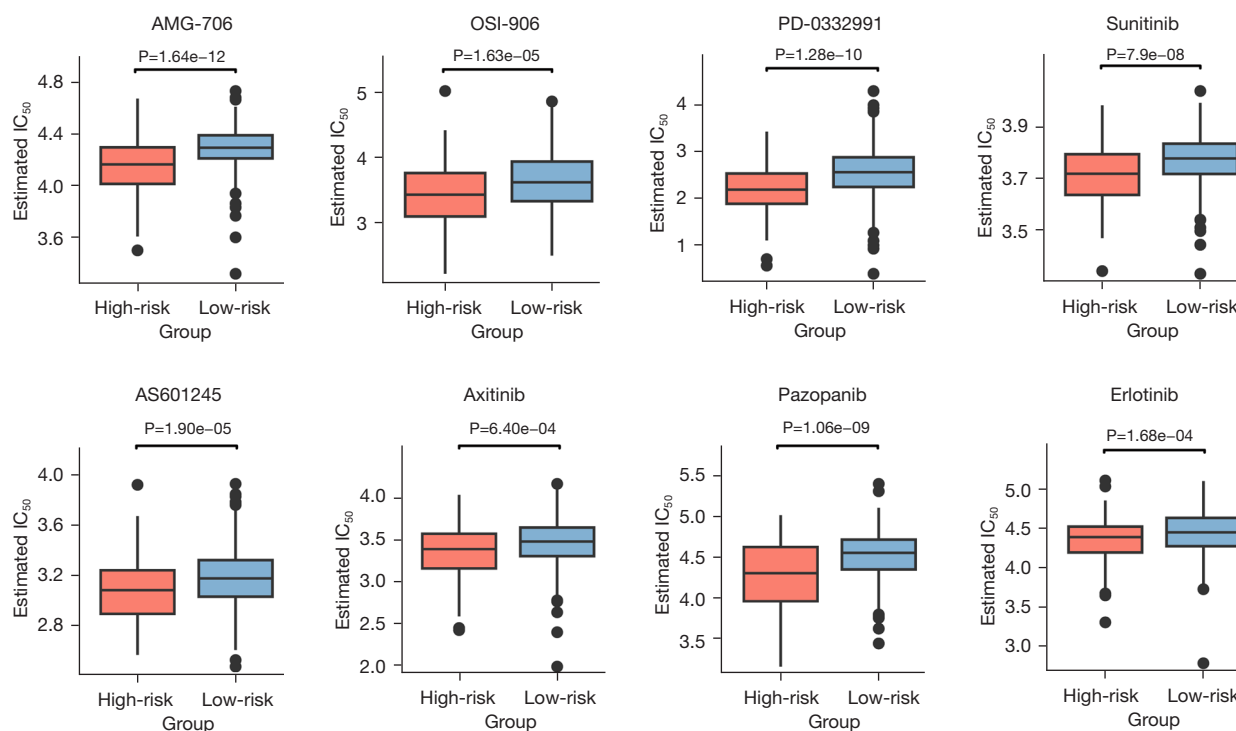 AMG-706
P=1.64e−12
Estimated IC50
4.8
4.4
4.0
3.6
High-risk Low-risk
Group
OSI-906
P=1.63e−05
Estimated IC50
5
4
3
High-risk Low-risk
Group
PD-0332991
P=1.28e−10
Estimated IC50
4
3
2
1
High-risk Low-risk
Group
Sunitinib
P=7.9e−08
Estimated IC50
3.9
3.7
3.5
High-risk Low-risk
Group
AS601245
P=1.90e−05
Estimated IC50
4.0
3.6
3.2
2.8
High-risk Low-risk
Group
Axitinib
P=6.40e−04
Estimated IC50
4.0
3.5
3.0
2.5
2.0
High-risk Low-risk
Group
Pazopanib
P=1.06e−09
Estimated IC50
5.5
5.0
4.5
4.0
3.5
High-risk Low-risk
Group
Erlotinib
P=1.68e−04
Estimated IC50
5.0
4.5
4.0
3.5
3.0
High-risk Low-risk
Group